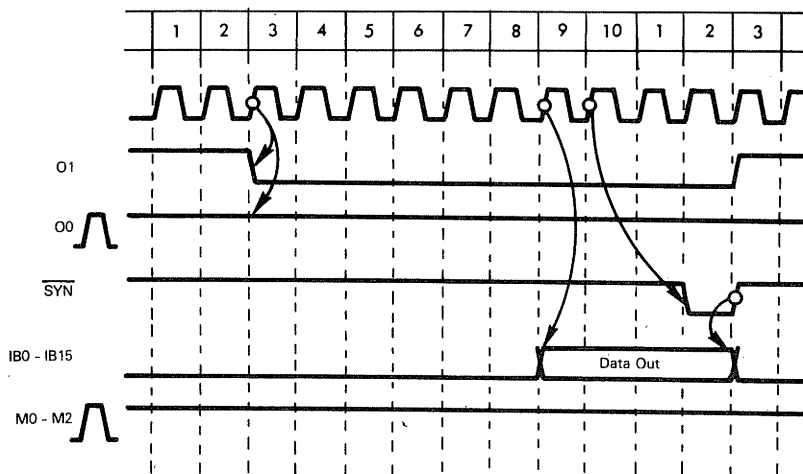 1 2 3 4 5 6 7 8 9 10 1 2 3
O1
O0
SYN
IB0 - IB15
Data Out
M0 - M2